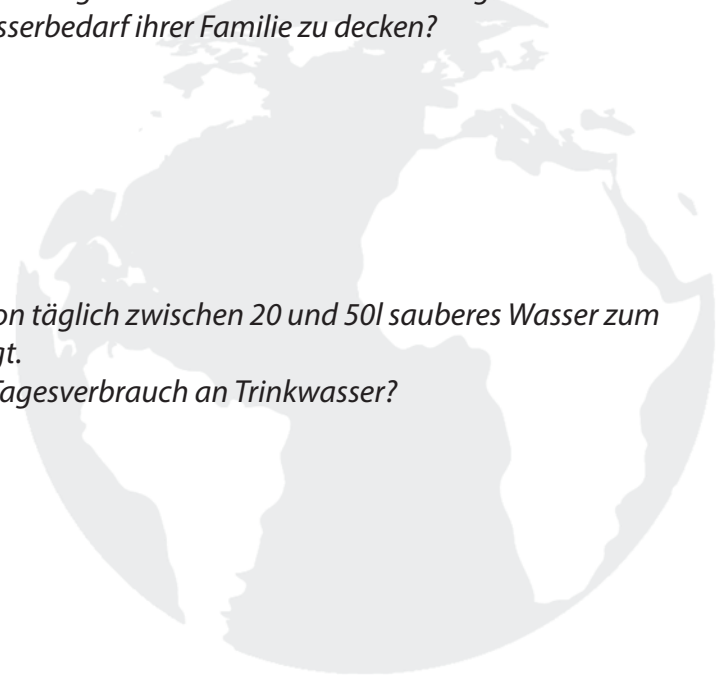 sserbedarf ihrer Familie zu decken?
on täglich zwischen 20 und 50l sauberes Wasser zum
gt.
Tagesverbrauch an Trinkwasser?